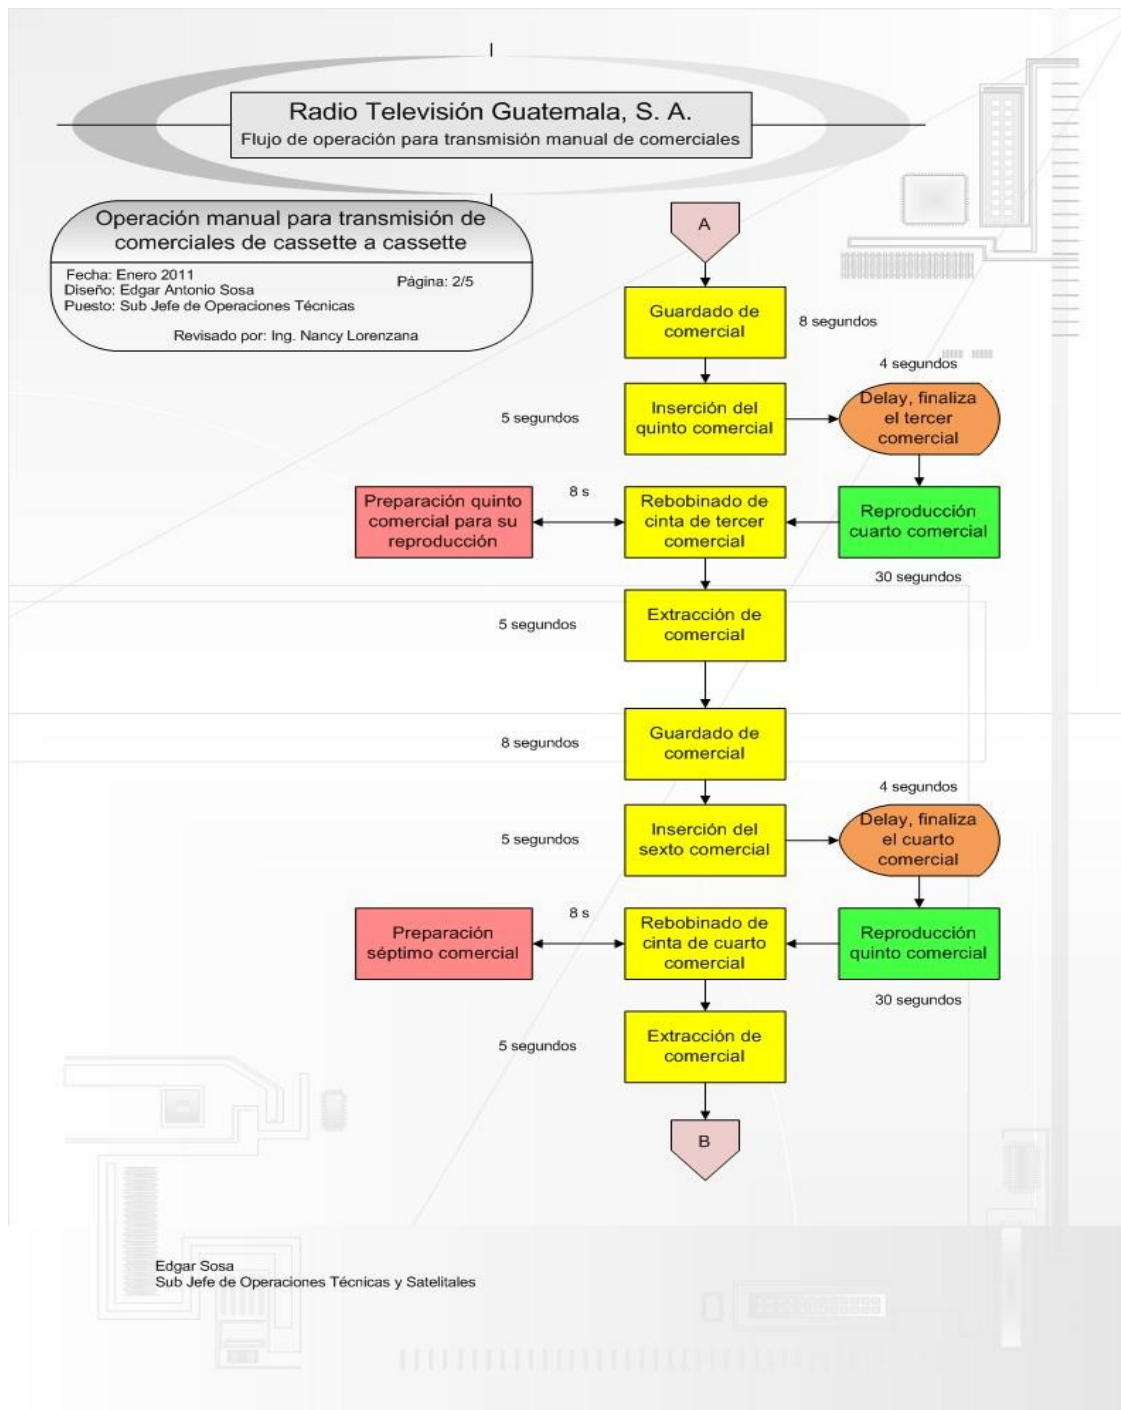 Radio Televisión Guatemala, S. A.
Flujo de operación para transmisión manual de comerciales
Operación manual para transmisión de
comerciales de cassette a cassette
Fecha: Enero 2011
Página: 2/5
Diseño: Edgar Antonio Sosa
Puesto: Sub Jefe de Operaciones Técnicas
Revisado por: Ing. Nancy Lorenzana
A
Guardado de
comercial
8 segundos
5 segundos
Inserción del
quinto comercial
4 segundos
Delay, finaliza
el tercer
comercial
Preparación quinto
comercial para su
reproducción
8 s
Rebobinado de
cinta de tercer
comercial
Reproducción
cuarto comercial
30 segundos
5 segundos
Extracción de
comercial
8 segundos
Guardado de
comercial
5 segundos
Inserción del
sexto comercial
4 segundos
Delay, finaliza
el cuarto
comercial
Preparación
séptimo comercial
8 s
Rebobinado de
cinta de cuarto
comercial
Reproducción
quinto comercial
30 segundos
5 segundos
Extracción de
comercial
B
Edgar Sosa
Sub Jefe de Operaciones Técnicas y Satelitales